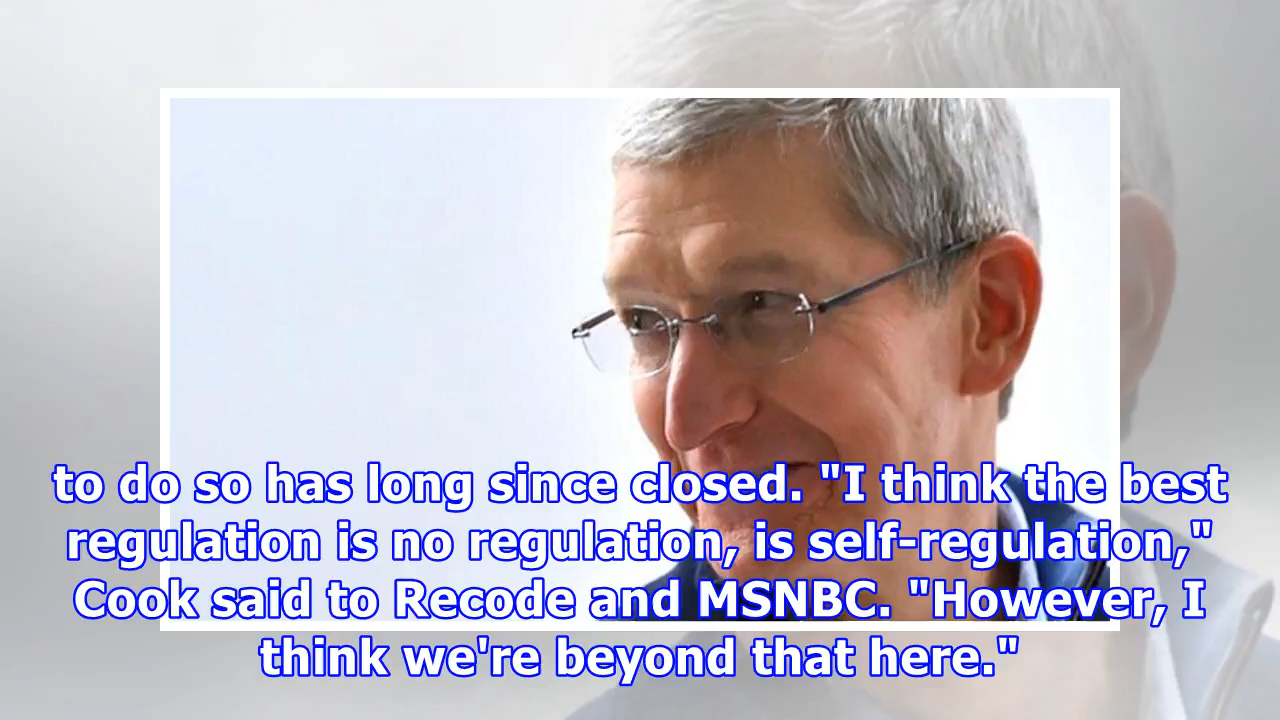 to do so has long since closed. "I think the best
regulation is no regulation, is self-regulation,"
Cook said to Recode and MSNBC. "However, I
think we're beyond that here."